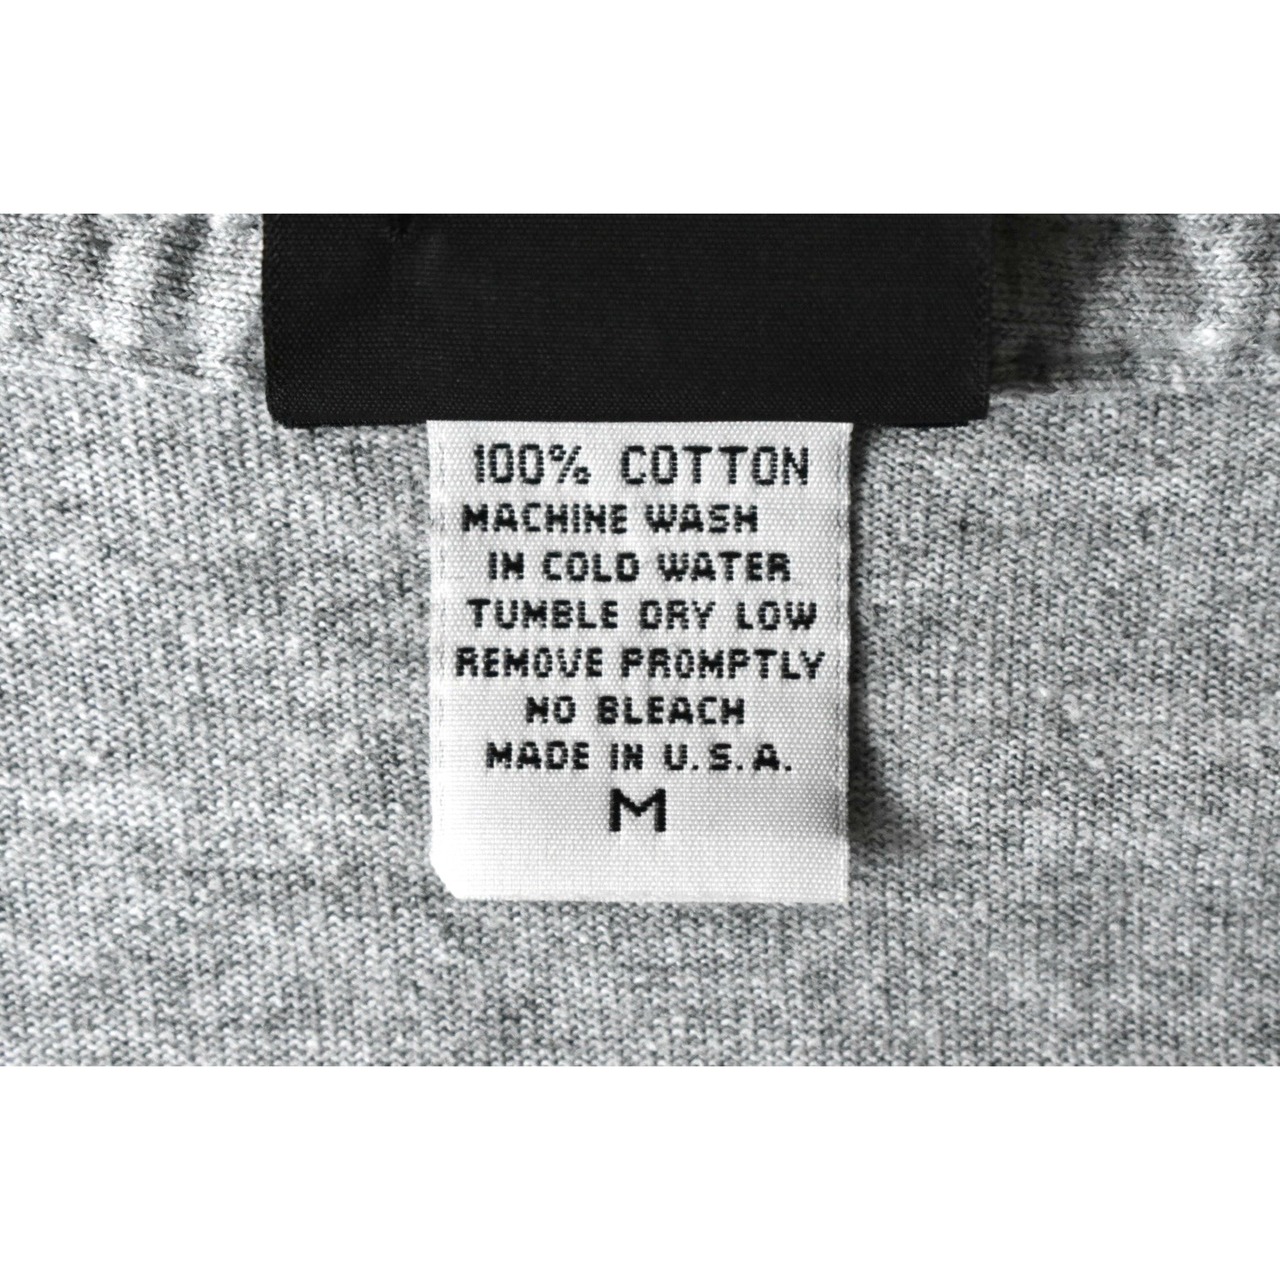 100% COTTON
MACHINE WASH
IN COLD WATER
TUMBLE DRY LOW
REMOVE PROMPTLY
NO BLEACH
MADE IN U.S.A.
M